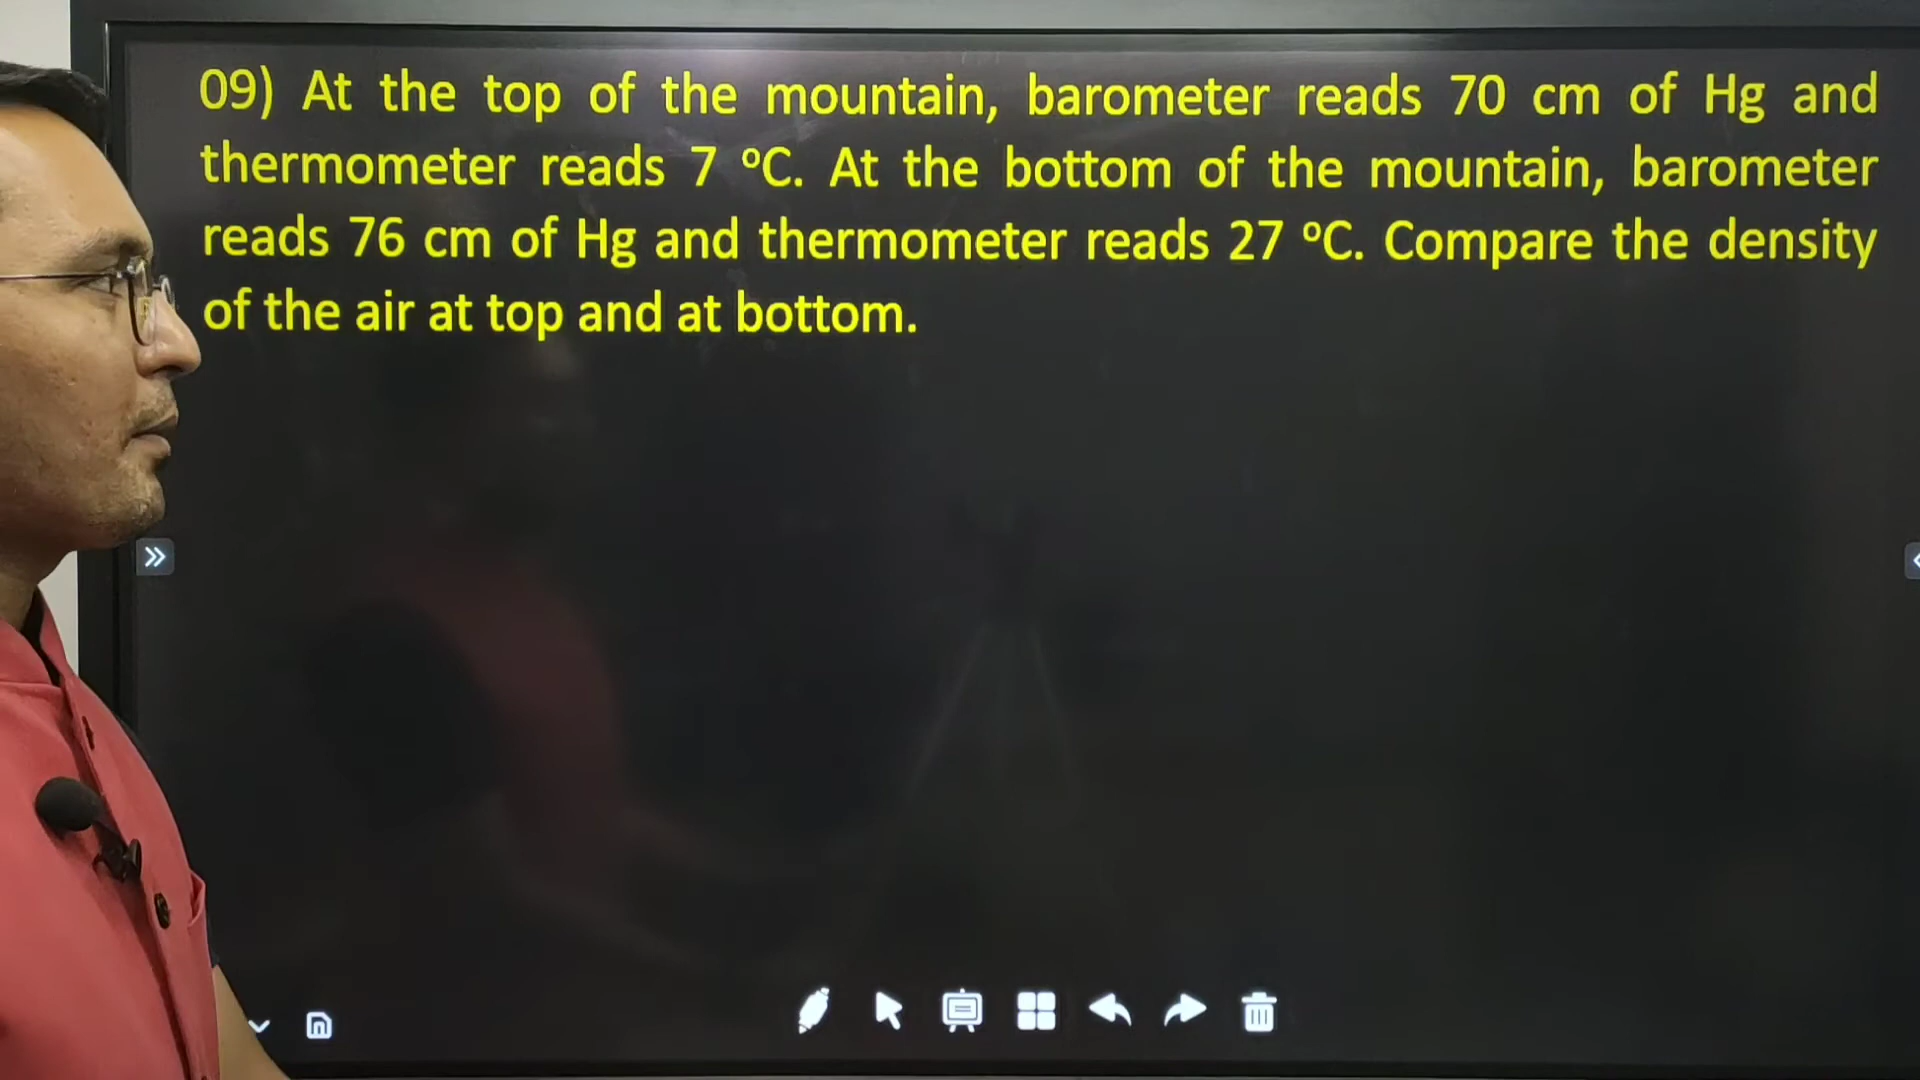 09) At the top of the mountain, barometer reads 70 cm of Hg and
thermometer reads 7 ºC. At the bottom of the mountain, barometer
reads 76 cm of Hg and thermometer reads 27 ºC. Compare the density
of the air at top and at bottom.